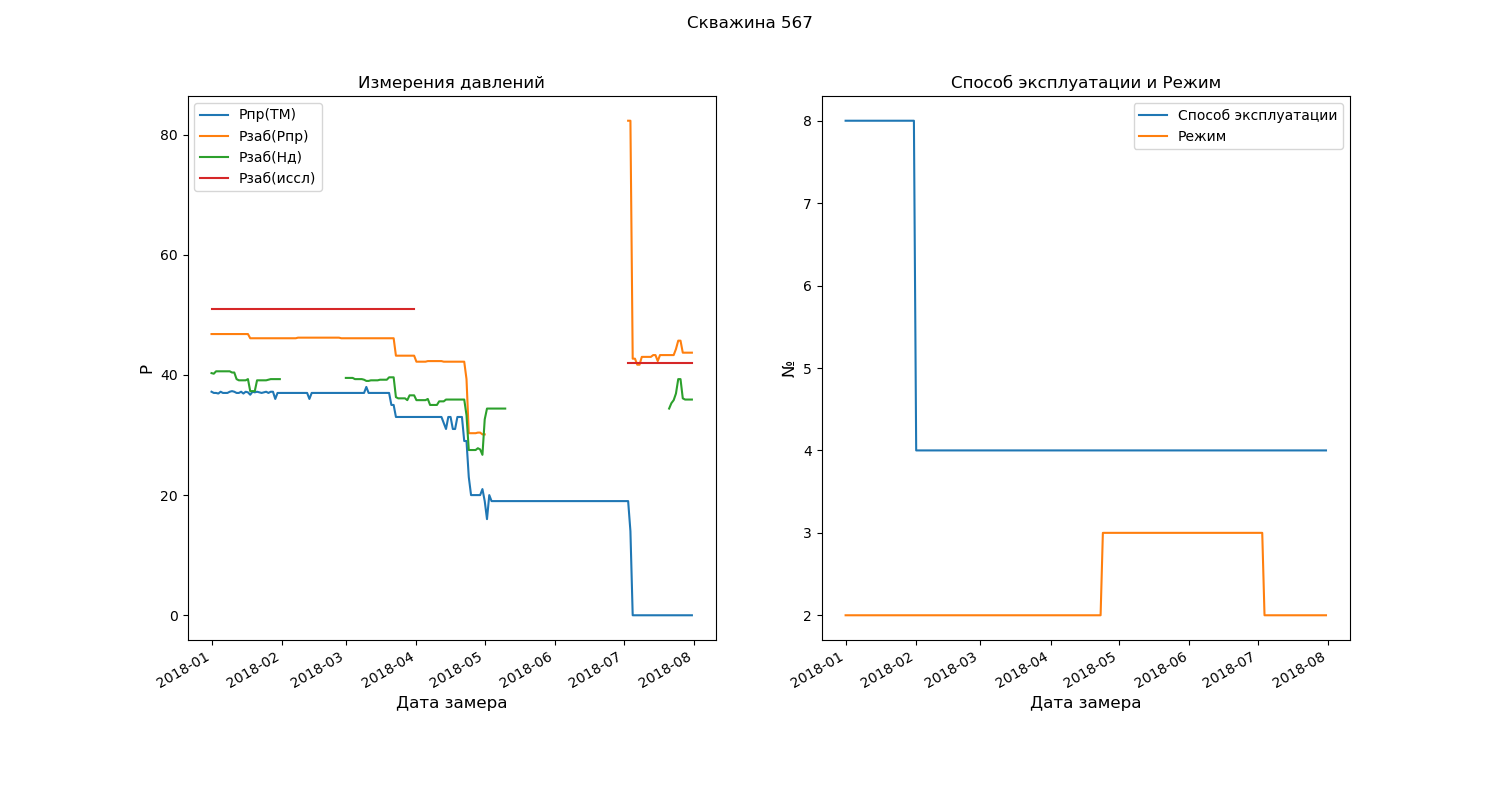 Скважина 567
Измерения давлений
Рпр(ТМ)
Рзаб(Рпр)
Рзаб(Нд)
Рзаб(иссл)
80
60
40
20
0
Р
2018-01
2018-02
2018-03
2018-04
2018-05
2018-06
2018-07
2018-08
Дата замера
Способ эксплуатации и Режим
Способ эксплуатации
Режим
8
7
6
5
4
3
2
№
2018-01
2018-02
2018-03
2018-04
2018-05
2018-06
2018-07
2018-08
Дата замера